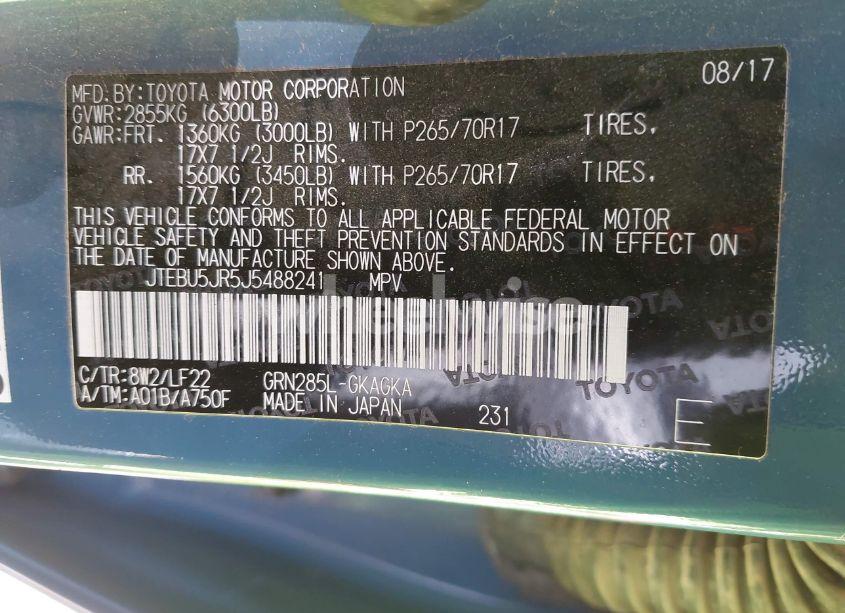 08/17
MFD. BY: TOYOTA MOTOR CORPORATION
GVWR: 2855KG (6300LB)
GAWR: FRT. 1360KG (3000LB) WITH P265/70R17 TIRES,
17X7 1/2J RIMS.
RR. 1560KG (3450LB) WITH P265/70R17 TIRES,
17X7 1/2J RIMS.
THIS VEHICLE CONFORMS TO ALL APPLICABLE FEDERAL MOTOR
VEHICLE SAFETY AND THEFT PREVENTION STANDARDS IN EFFECT ON
THE DATE OF MANUFACTURE SHOWN ABOVE.
JTEBU5JR5J5488241 MPV
C/TR: 8W2/LF22 GRN285L-GKAGKA
A/TM: A01B/A750F MADE IN JAPAN 231 E
TOYOTA